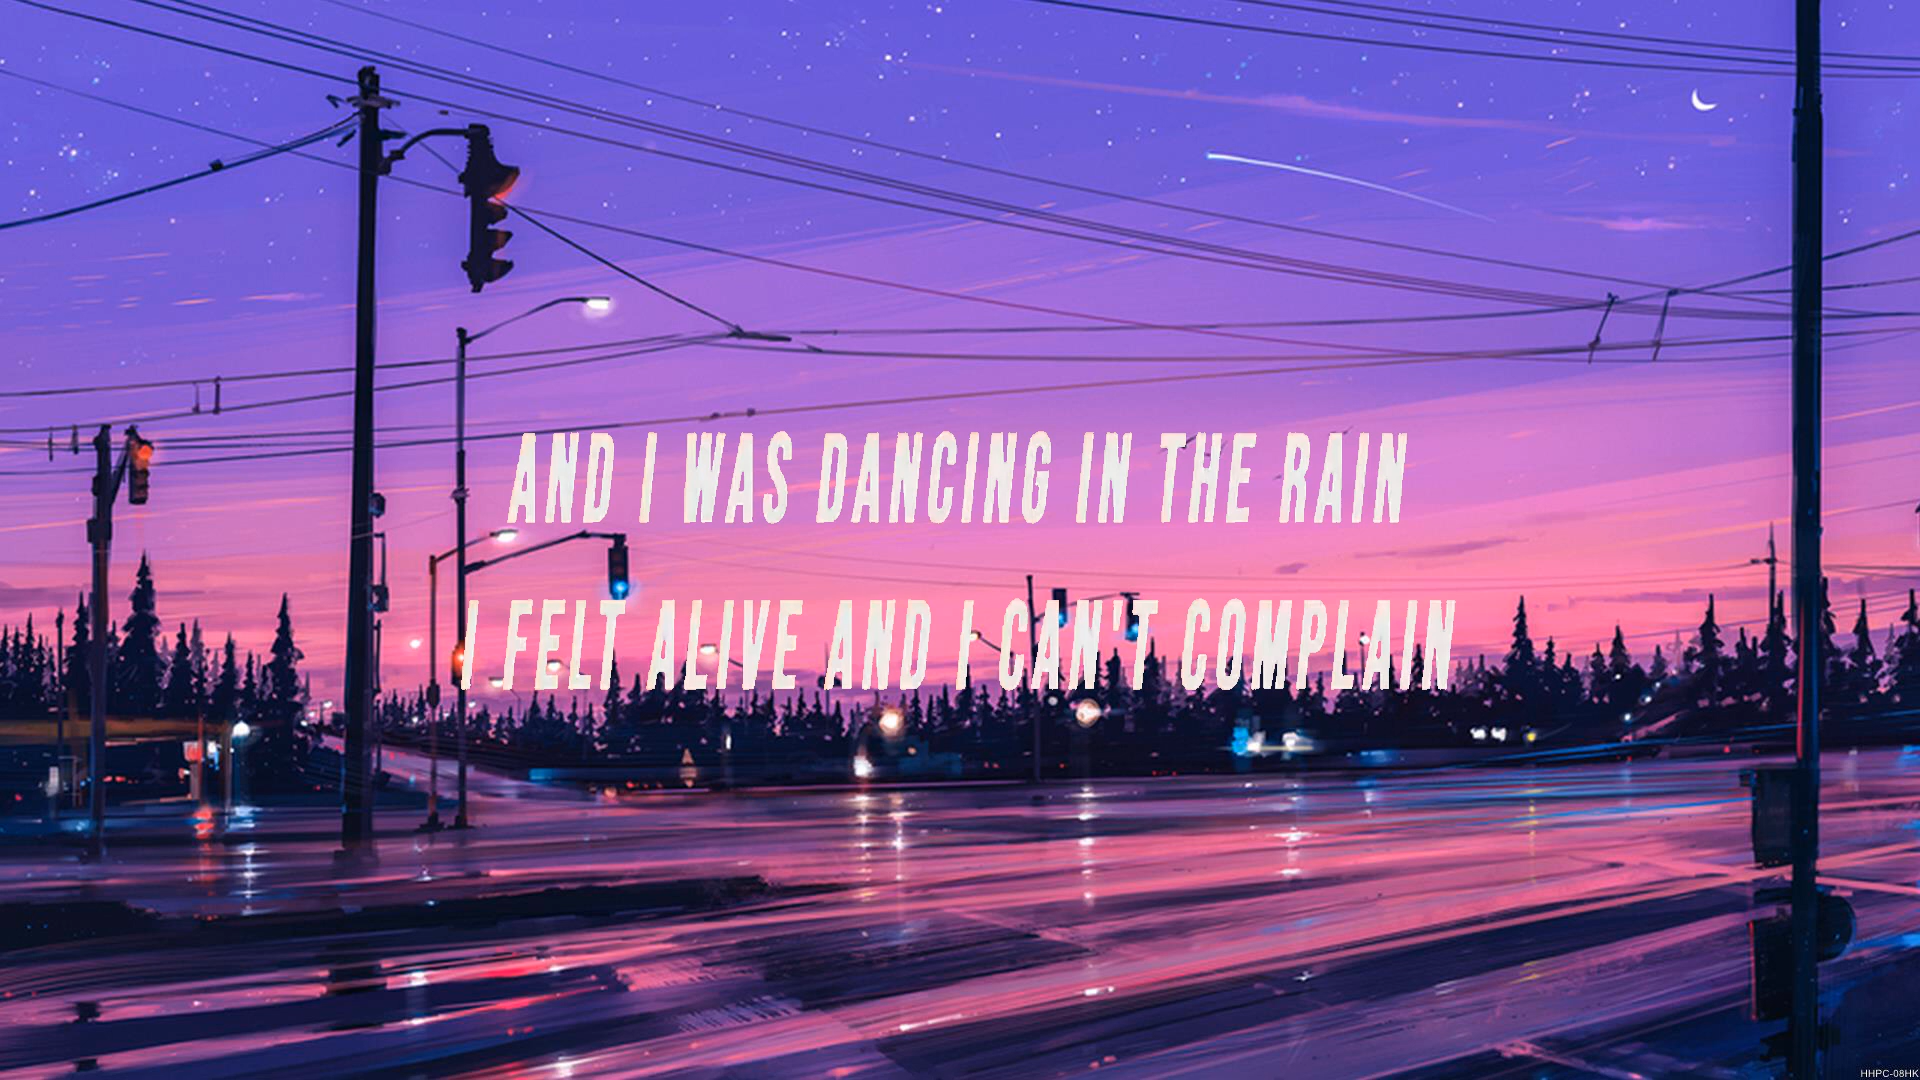 AND I WAS DANCING IN THE RAIN
I FELT ALIVE AND I CAN'T COMPLAIN
HHPC-08HK